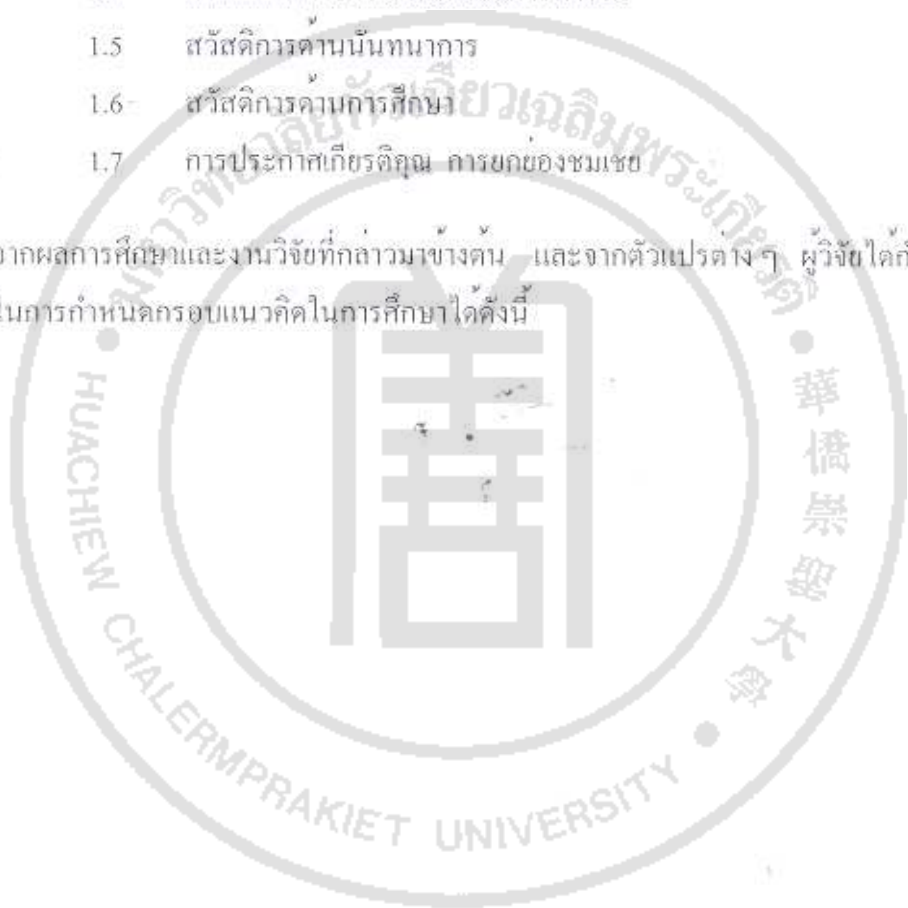 1.5 สวัสดิการด้านนันทนาการ
1.6 สวัสดิการด้านการศึกษา
1.7 การประกาศเกียรติคุณ การยกย่องชมเชย
จากผลการศึกษาและงานวิจัยที่กล่าวมาข้างต้น และจากตัวแปรต่าง ๆ ผู้วิจัยได้
ในการกำหนดกรอบแนวคิดในการศึกษาได้ดังนี้
มหาวิทยาลัยหัวเฉียวเฉลิมพระเกียรติ
HUACHIEW CHALERMPRAKIET UNIVERSITY
華僑崇聖大學